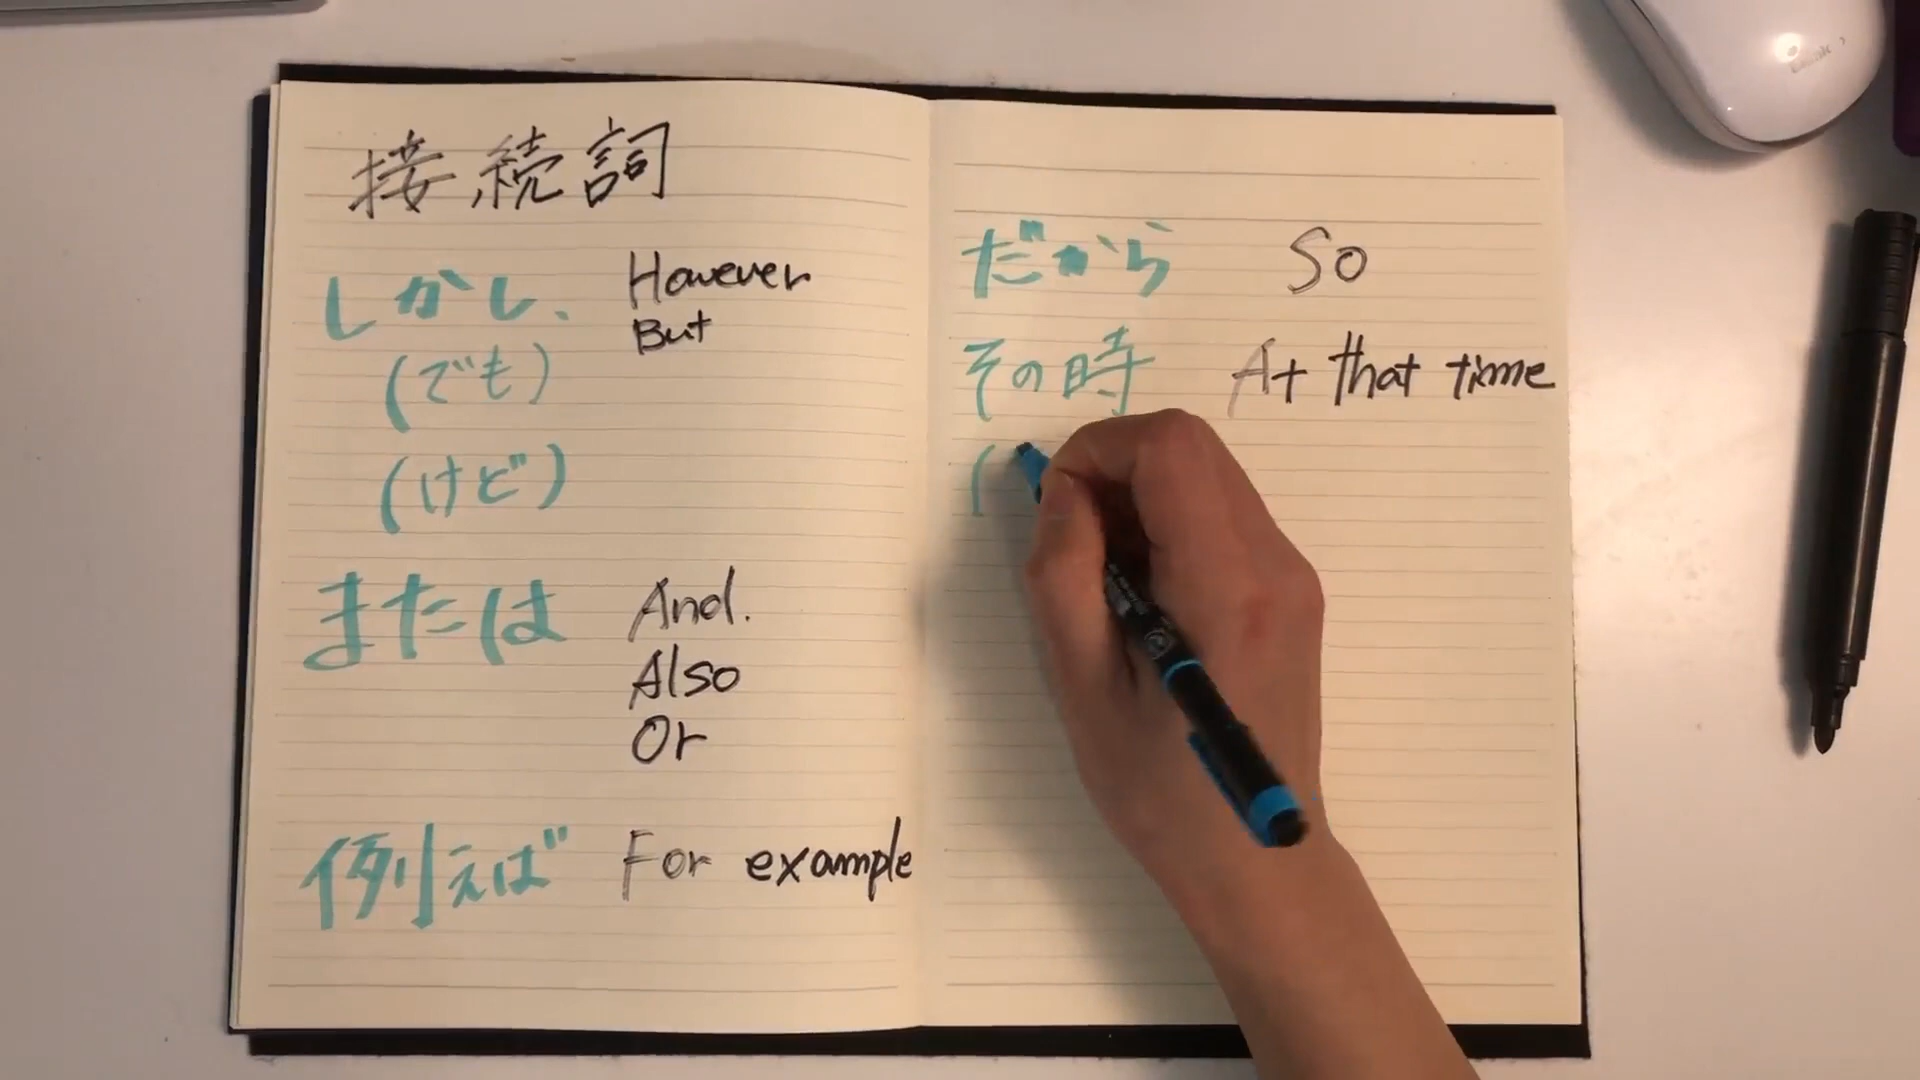 接続詞
しかし、 However
But
(でも)
(けど)
または And.
Also
Or
例えば For example
だから So
その時 At that time
(